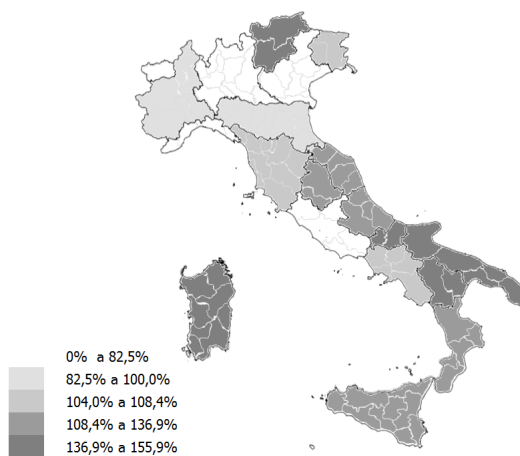 0% a 82,5%
82,5% a 100,0%
104,0% a 108,4%
108,4% a 136,9%
136,9% a 155,9%